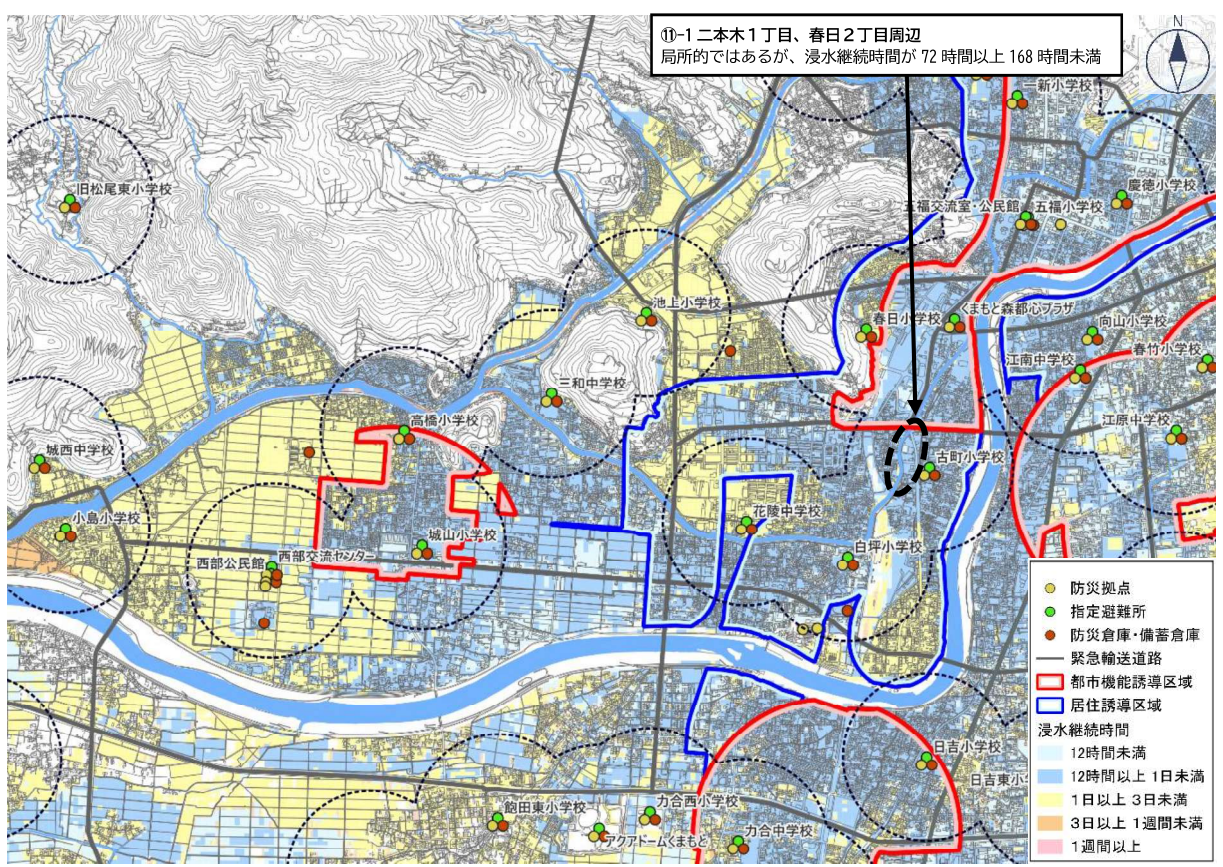 ⑪-1 二本木1丁目、春日2丁目周辺
局所的ではあるが、浸水継続時間が 72 時間以上 168 時間未満
N
一新小学校
旧松尾東小学校
慶徳小学校
五福交流室・公民館
五福小学校
池上小学校
春日小学校
くまもと森都心プラザ
向山小学校
江南中学校
春竹小学校
三和中学校
高橋小学校
江原中学校
城西中学校
古町小学校
小島小学校
花陵中学校
城山小学校
西部公民館
西部交流センター
白坪小学校
日吉小学校
日吉東小
飽田東小学校
力合西小学校
アクアドームくまもと
力合中学校
防災拠点
指定避難所
防災倉庫・備蓄倉庫
緊急輸送道路
都市機能誘導区域
居住誘導区域
浸水継続時間
12時間未満
12時間以上 1日未満
1日以上 3日未満
3日以上 1週間未満
1週間以上